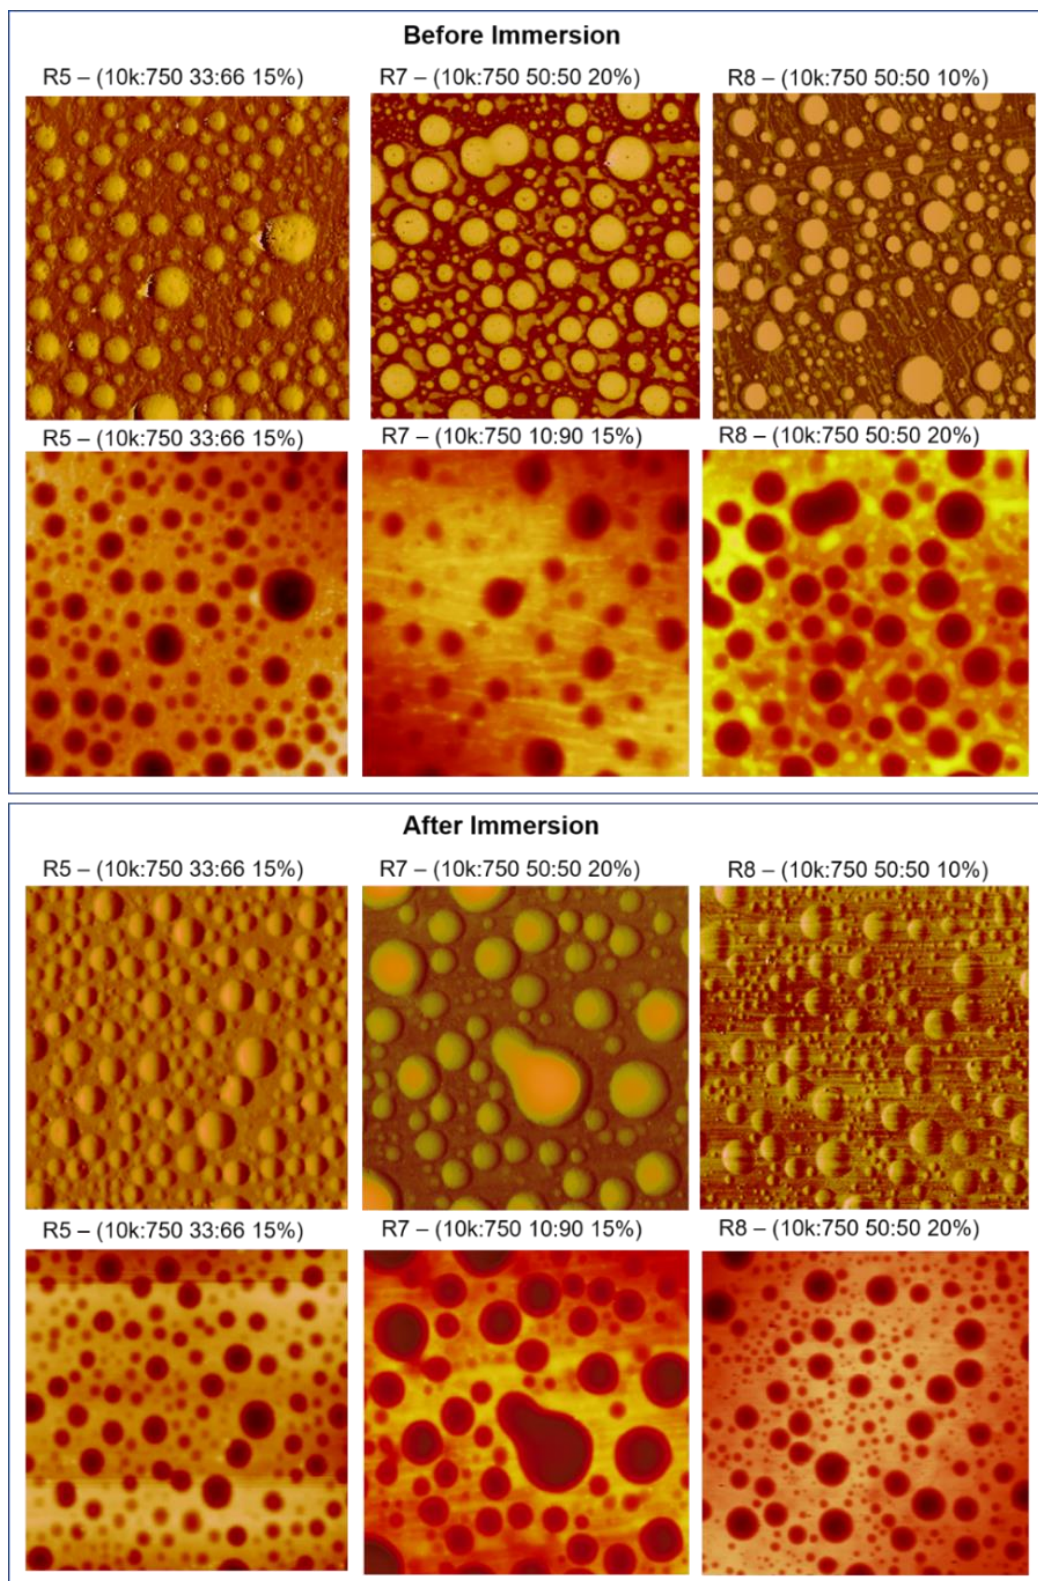 Before Immersion
R5 – (10k:750 33:66 15%) R7 – (10k:750 50:50 20%) R8 – (10k:750 50:50 10%)
R5 – (10k:750 33:66 15%) R7 – (10k:750 10:90 15%) R8 – (10k:750 50:50 20%)
After Immersion
R5 – (10k:750 33:66 15%) R7 – (10k:750 50:50 20%) R8 – (10k:750 50:50 10%)
R5 – (10k:750 33:66 15%) R7 – (10k:750 10:90 15%) R8 – (10k:750 50:50 20%)